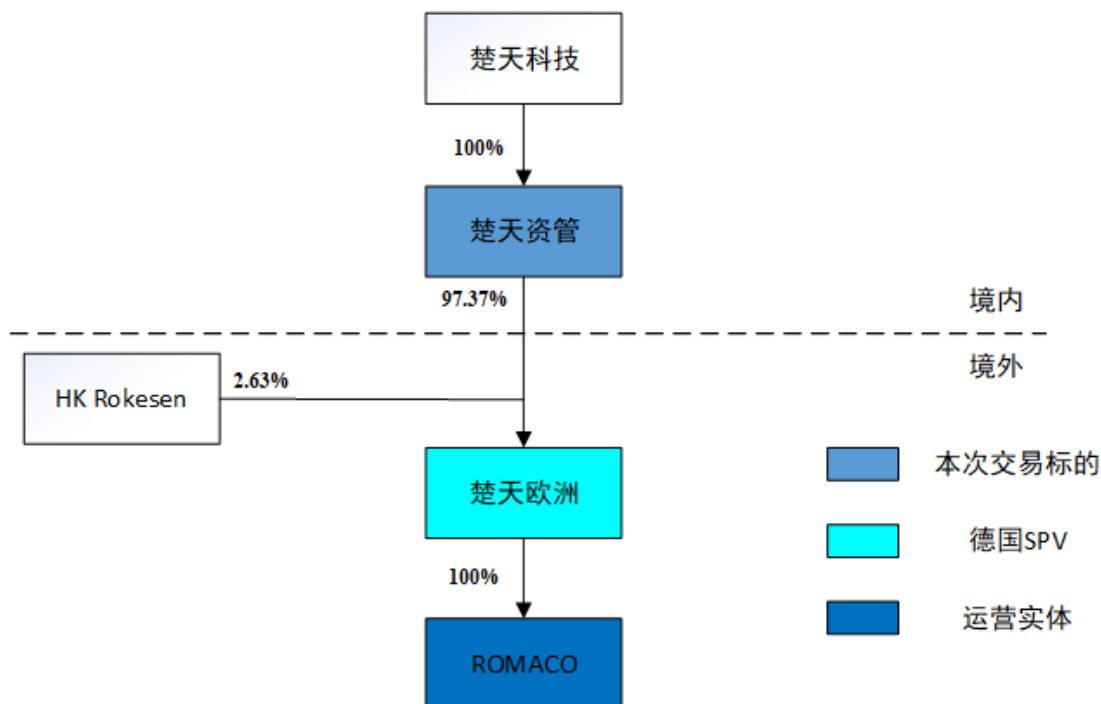 楚天科技
100%
楚天资管
97.37%
境内
境外
HK Rokesen
2.63%
楚天欧洲
本次交易标的
德国SPV
100%
运营实体
ROMACO